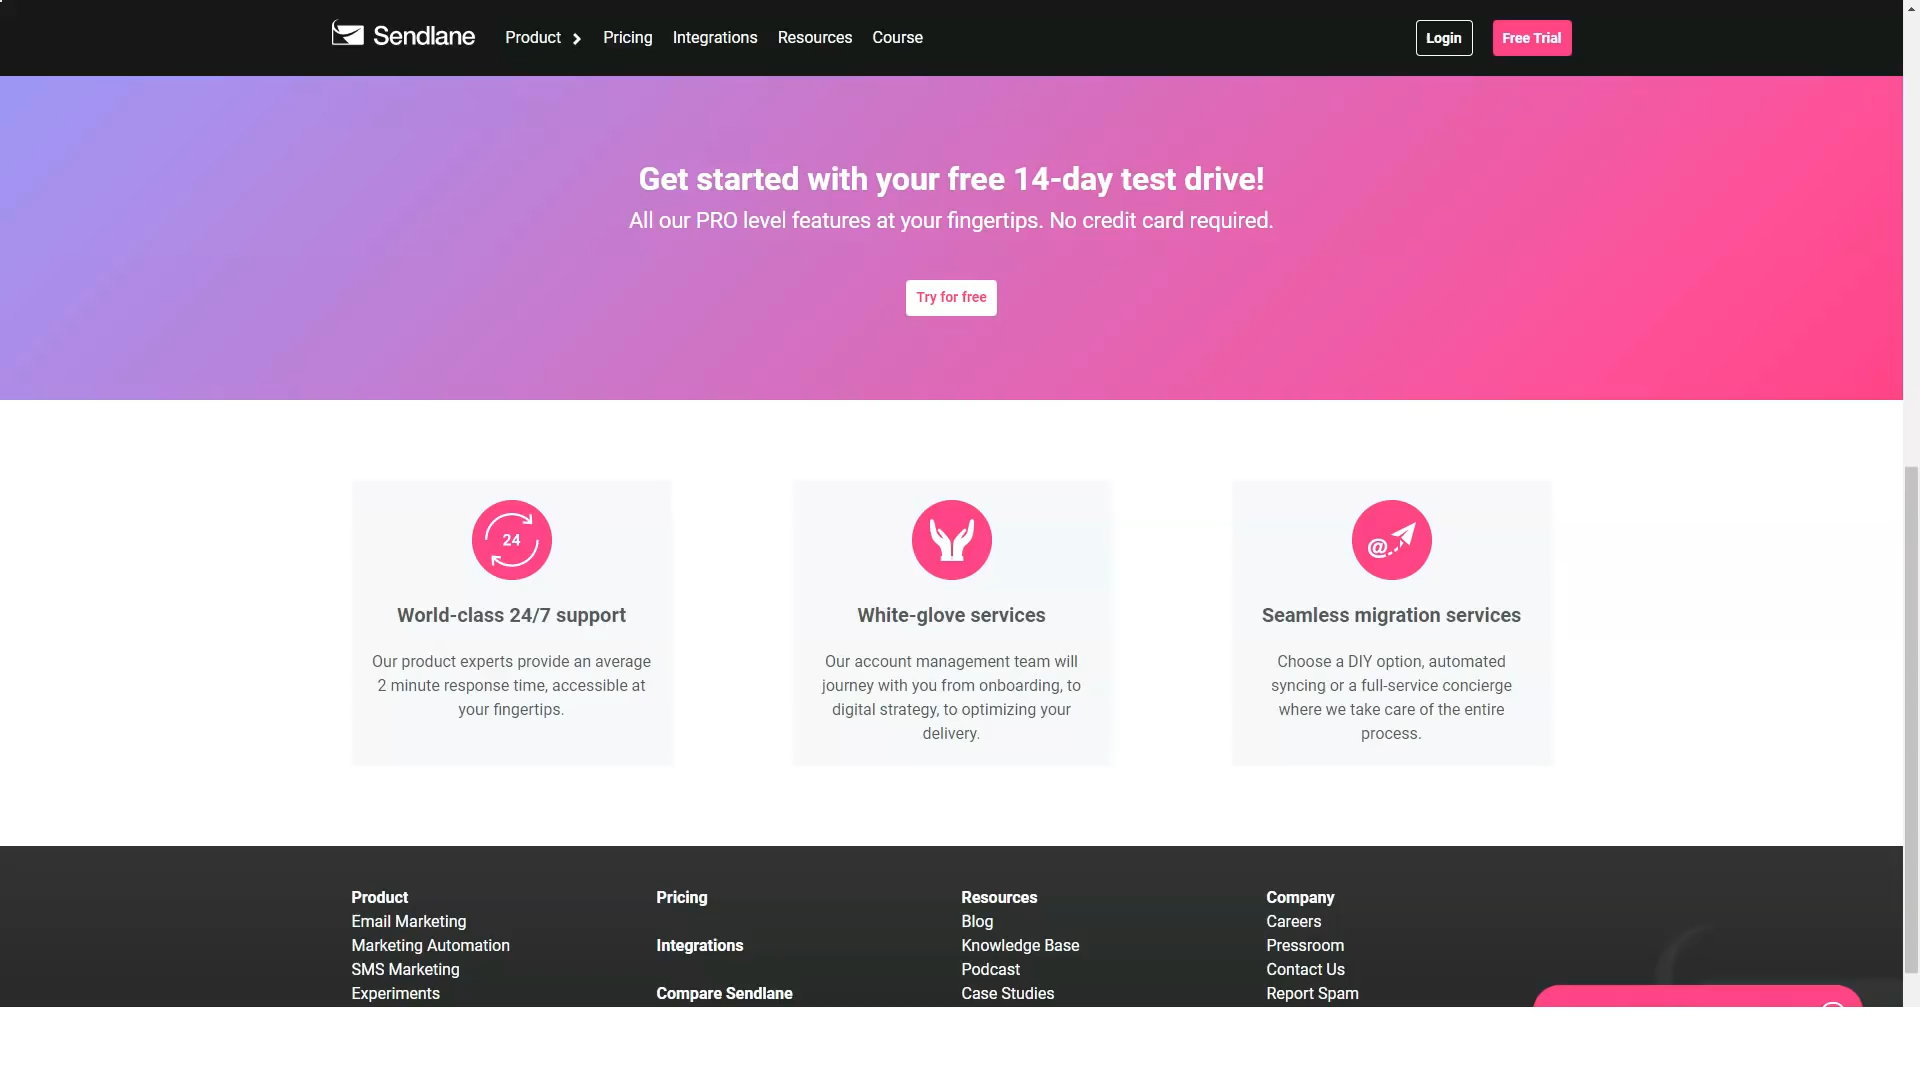 Sendlane
Product
Pricing
Integrations
Resources
Course
Login
Free Trial
Get started with your free 14-day test drive!
All our PRO level features at your fingertips. No credit card required.
Try for free
24
World-class 24/7 support
Our product experts provide an average
2 minute response time, accessible at
your fingertips.
White-glove services
Our account management team will
journey with you from onboarding, to
digital strategy, to optimizing your
delivery.
@
Seamless migration services
Choose a DIY option, automated
syncing or a full-service concierge
where we take care of the entire
process.
Product
Email Marketing
Marketing Automation
SMS Marketing
Experiments
Pricing
Integrations
Compare Sendlane
Resources
Blog
Knowledge Base
Podcast
Case Studies
Company
Careers
Pressroom
Contact Us
Report Spam